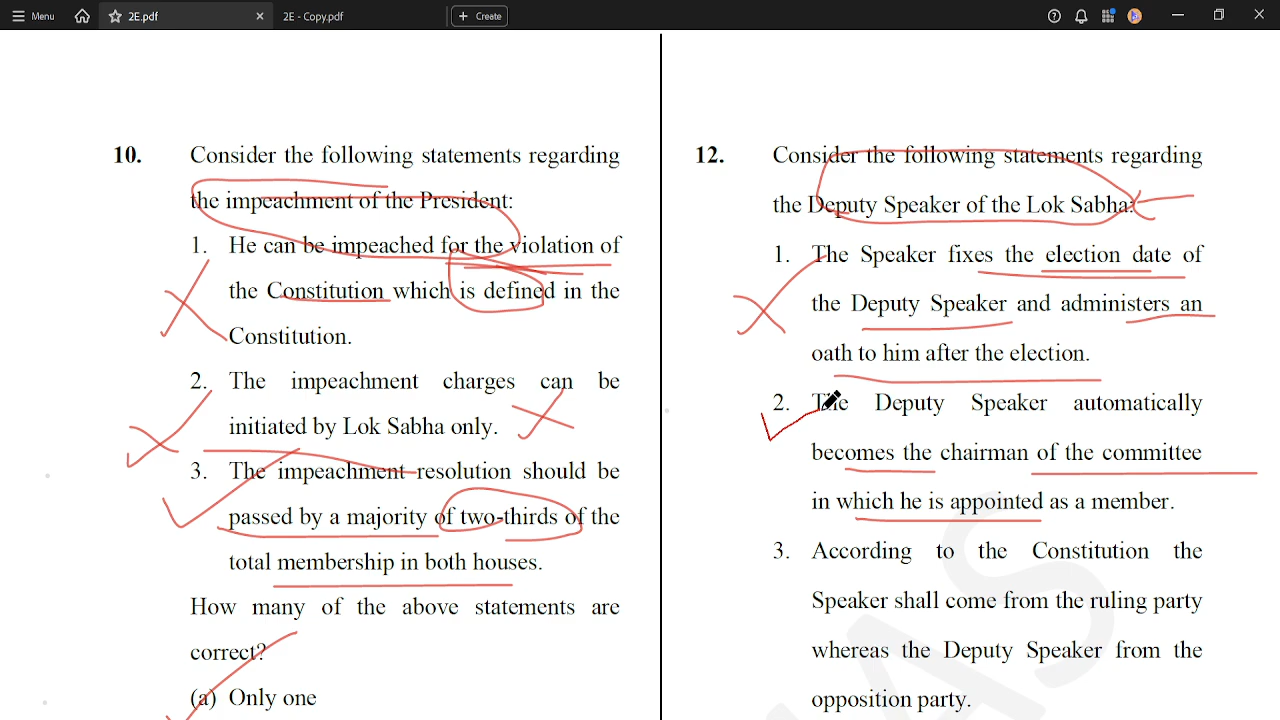 Menu
2E.pdf
2E - Copy.pdf
Create
10. Consider the following statements regarding
the impeachment of the President:
1. He can be impeached for the violation of
the Constitution which is defined in the
Constitution.
2. The impeachment charges can be
initiated by Lok Sabha only.
3. The impeachment resolution should be
passed by a majority of two-thirds of the
total membership in both houses.
How many of the above statements are
correct?
(a) Only one
12. Consider the following statements regarding
the Deputy Speaker of the Lok Sabha:
1. The Speaker fixes the election date of
the Deputy Speaker and administers an
oath to him after the election.
2. The Deputy Speaker automatically
becomes the chairman of the committee
in which he is appointed as a member.
3. According to the Constitution the
Speaker shall come from the ruling party
whereas the Deputy Speaker from the
opposition party.